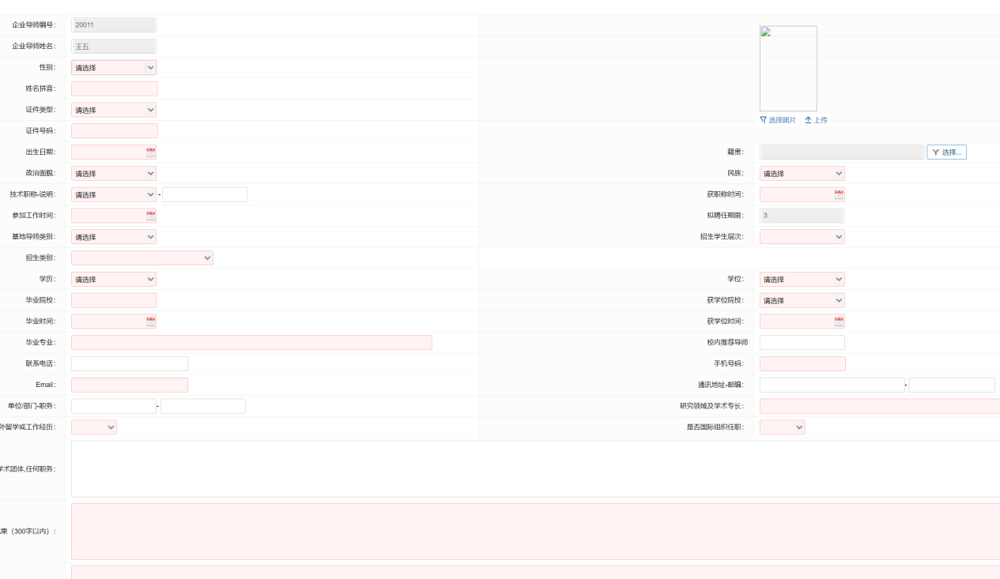 企业导师编号: 20011
企业导师姓名: 王五
性别: 请选择
姓名拼音:
证件类型: 请选择
选择照片 上传
证件号码:
出生日期: 籍贯: 选择...
政治面貌: 请选择 民族: 请选择
技术职称-说明: 请选择 - 获职称时间:
参加工作时间: 拟聘任期限: 3
基地导师类别: 请选择 招生学生层次:
招生类别:
学历: 请选择 学位: 请选择
毕业院校: 获学位院校: 请选择
毕业时间: 获学位时间:
毕业专业: 校内推荐导师
联系电话: 手机号码:
Email: 通讯地址-邮编: -
单位/部门-职务: - 研究领域及学术专长:
外留学或工作经历: 是否国际组织任职:
学术团体,任何职务:
果（300字以内）: